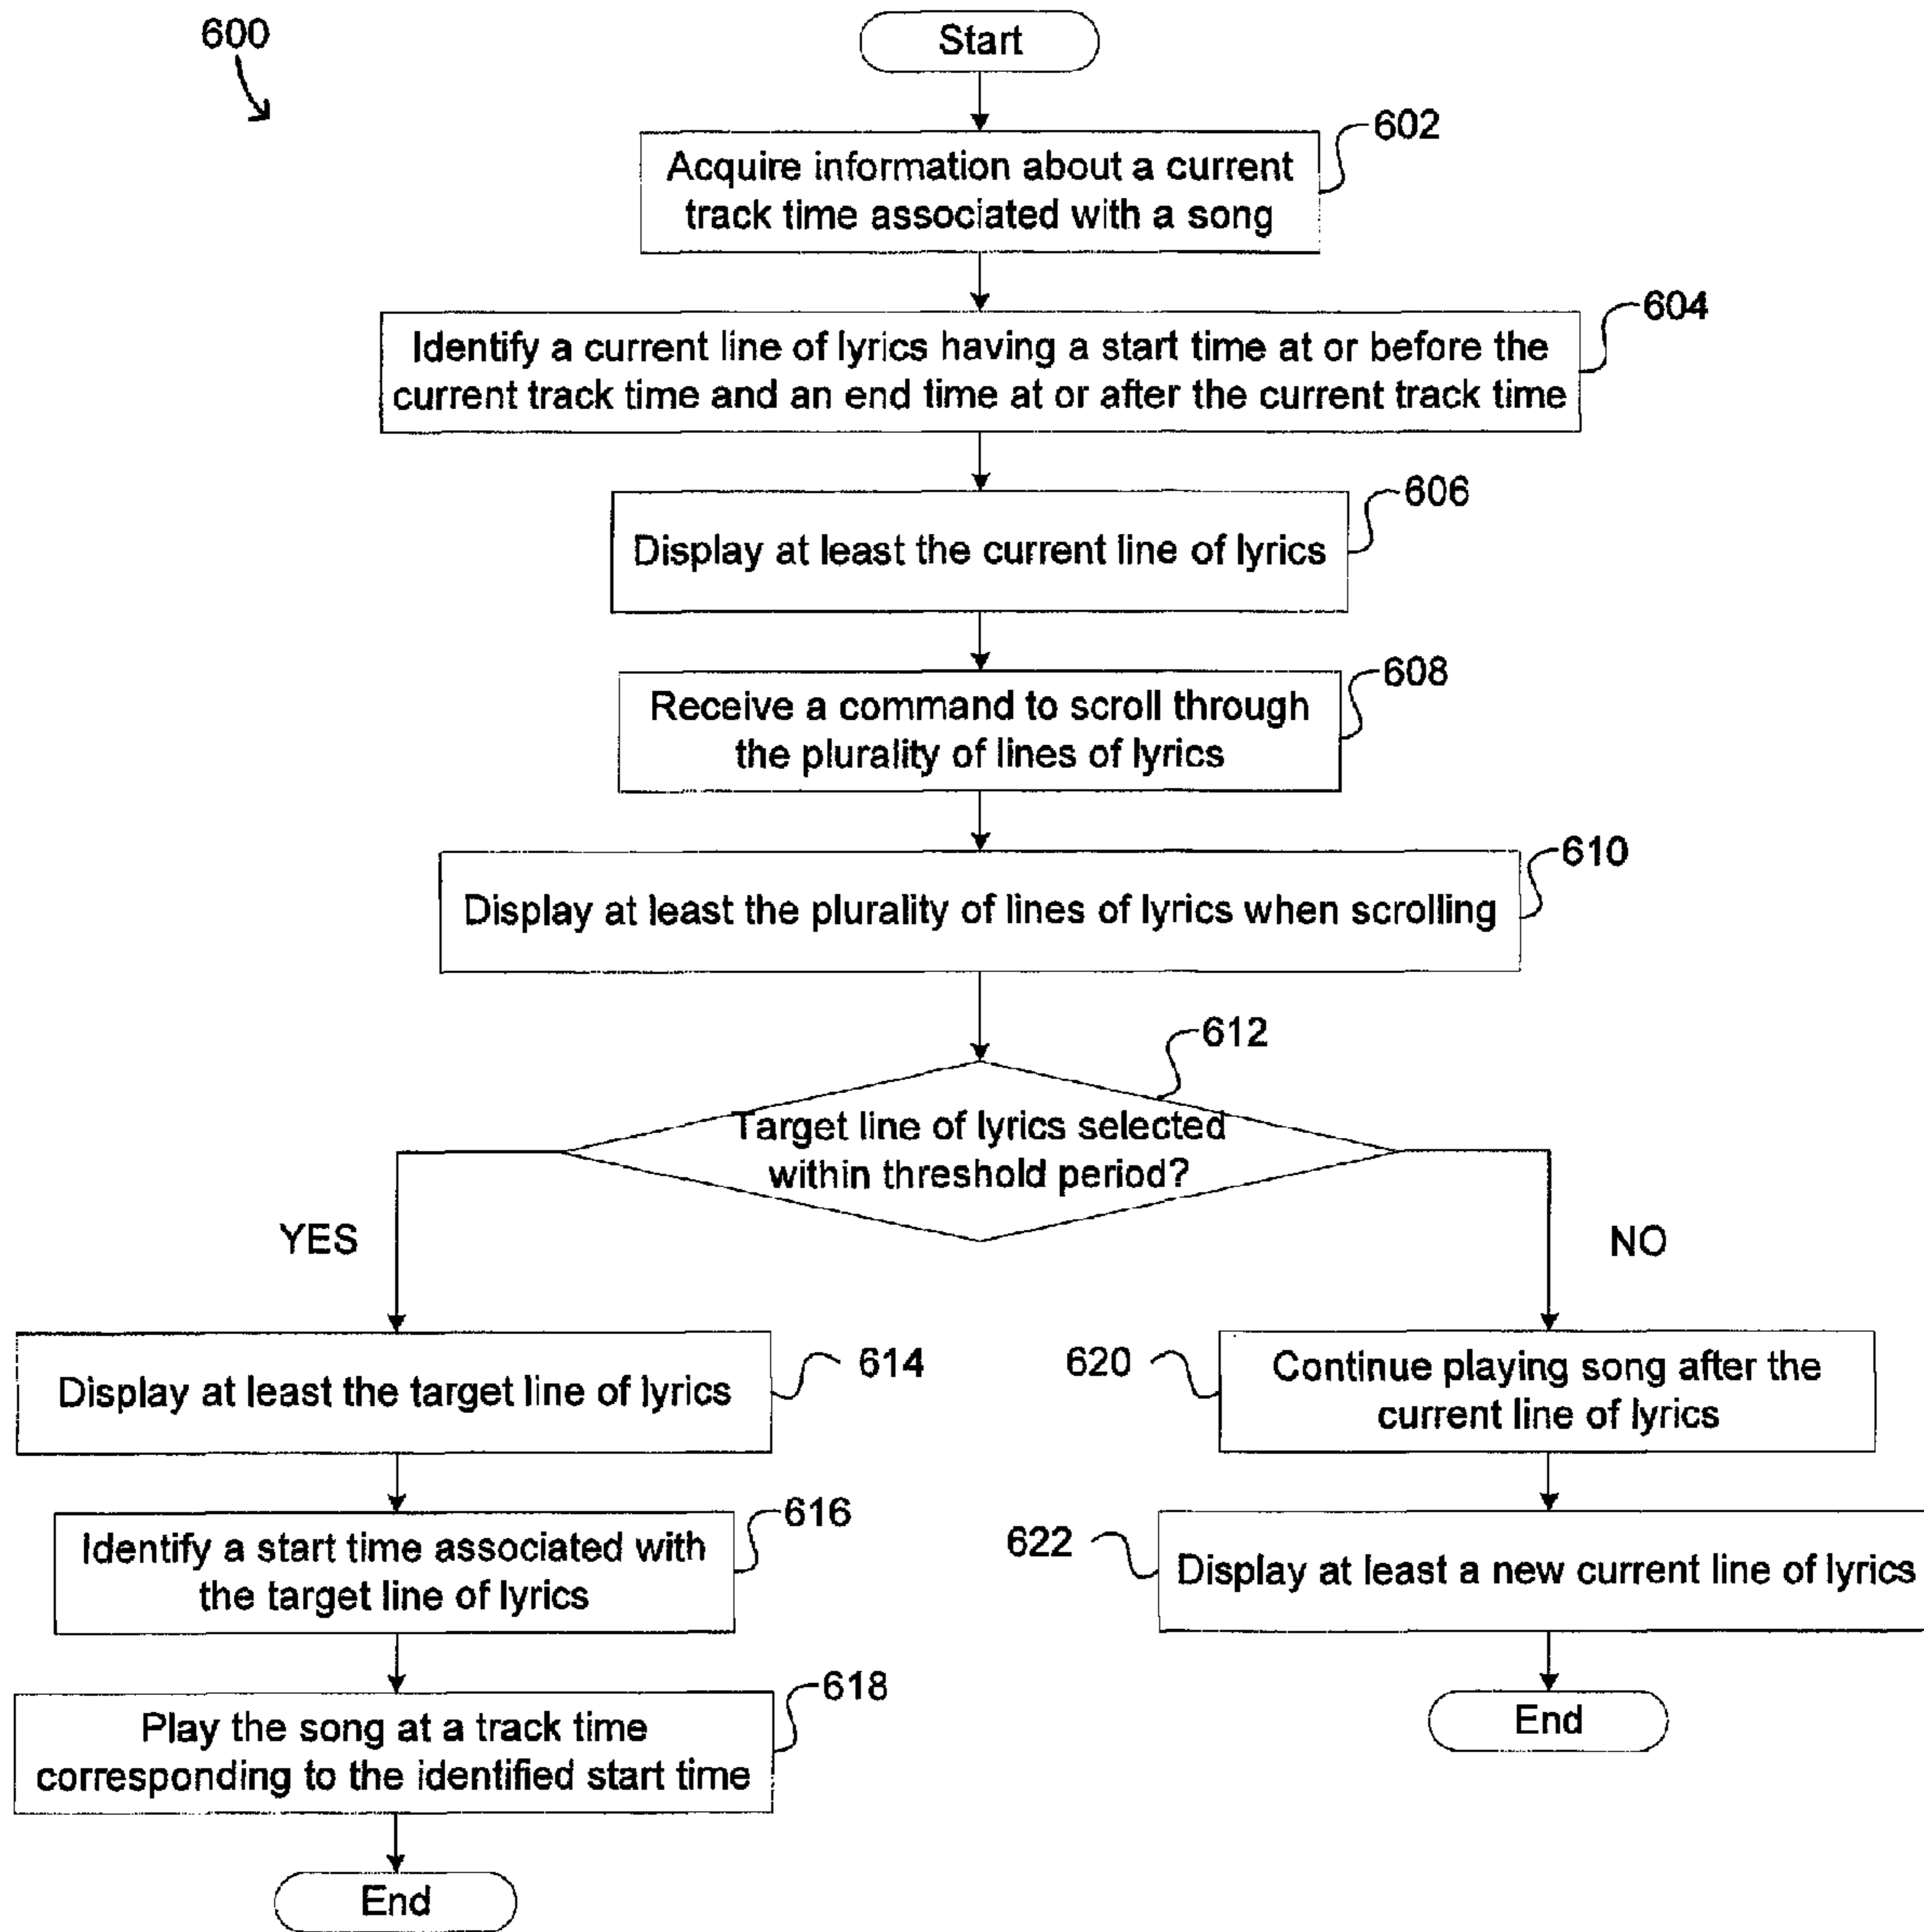 600
Start
602
Acquire information about a current
track time associated with a song
604
Identify a current line of lyrics having a start time at or before the
current track time and an end time at or after the current track time
606
Display at least the current line of lyrics
608
Receive a command to scroll through
the plurality of lines of lyrics
610
Display at least the plurality of lines of lyrics when scrolling
612
Target line of lyrics selected
within threshold period?
YES
NO
614
Display at least the target line of lyrics
616
Identify a start time associated with
the target line of lyrics
618
Play the song at a track time
corresponding to the identified start time
End
620
Continue playing song after the
current line of lyrics
622
Display at least a new current line of lyrics
End